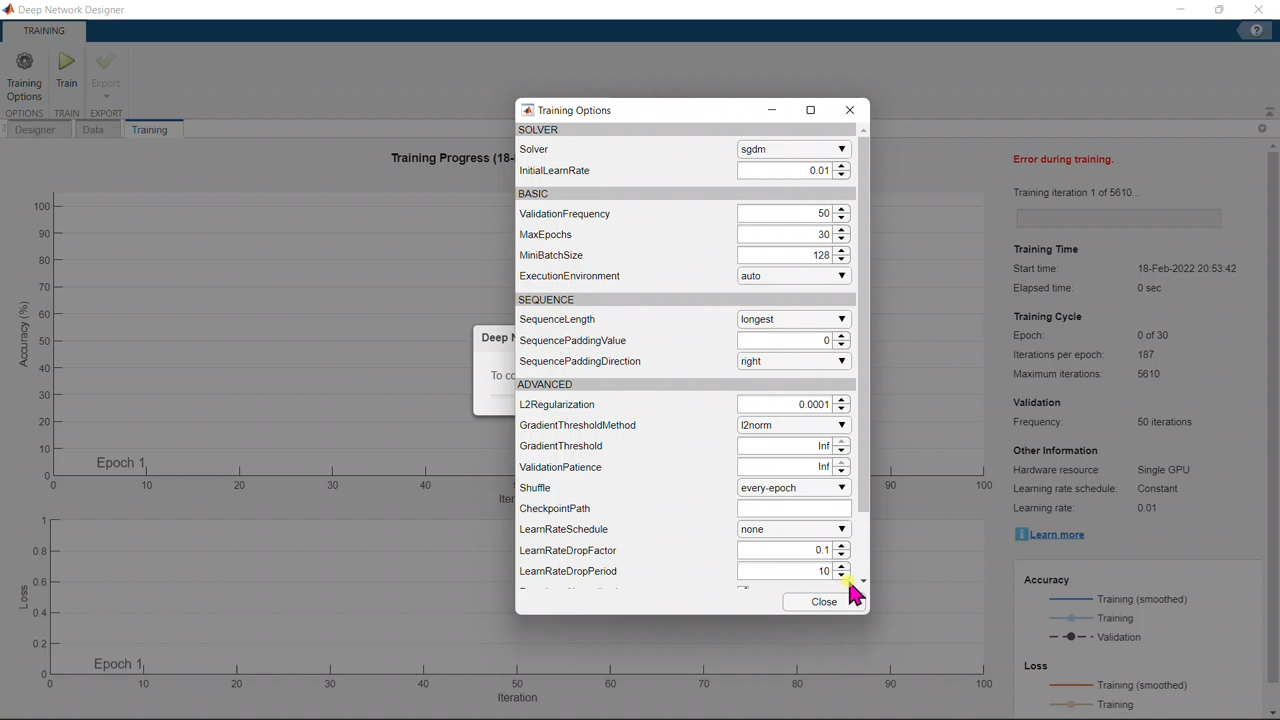 Deep Network Designer
TRAINING
?
Training Options
Train
Export
OPTIONS
TRAIN
EXPORT
Designer
Data
Training
Training Progress (18-
Accuracy (%)
100
90
80
70
60
50
40
30
20
10
0
Epoch 1
0
10
20
30
40
90
100
Iter
Loss
1
0.8
0.6
0.4
0.2
0
Epoch 1
0
10
20
30
40
50
60
70
80
90
100
Iteration
Deep N
To co
Training Options
SOLVER
Solver
sgdm
InitialLearnRate
0.01
BASIC
ValidationFrequency
50
MaxEpochs
30
MiniBatchSize
128
ExecutionEnvironment
auto
SEQUENCE
SequenceLength
longest
SequencePaddingValue
0
SequencePaddingDirection
right
ADVANCED
L2Regularization
0.0001
GradientThresholdMethod
l2norm
GradientThreshold
Inf
ValidationPatience
Inf
Shuffle
every-epoch
CheckpointPath
LearnRateSchedule
none
LearnRateDropFactor
0.1
LearnRateDropPeriod
10
Close
Error during training.
Training iteration 1 of 5610...
Training Time
Start time: 18-Feb-2022 20:53:42
Elapsed time: 0 sec
Training Cycle
Epoch: 0 of 30
Iterations per epoch: 187
Maximum iterations: 5610
Validation
Frequency: 50 iterations
Other Information
Hardware resource: Single GPU
Learning rate schedule: Constant
Learning rate: 0.01
Learn more
Accuracy
Training (smoothed)
Training
Validation
Loss
Training (smoothed)
Training